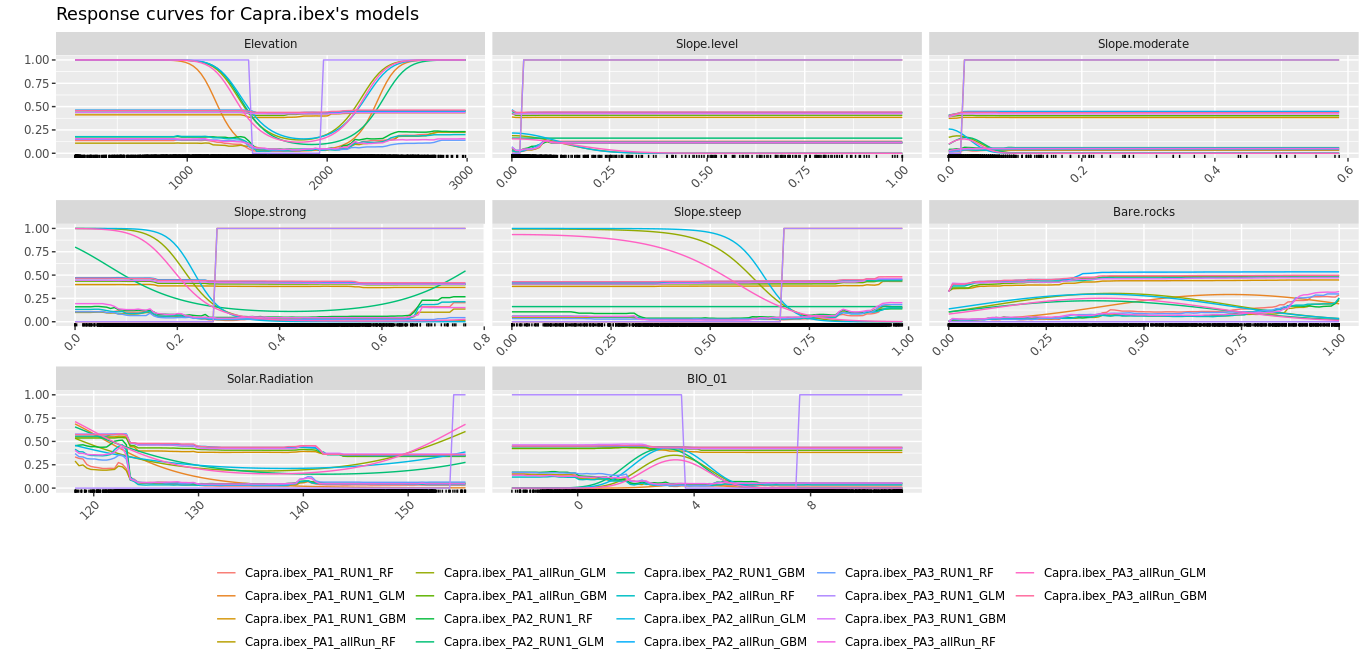 Response curves for Capra.ibex's models
Elevation Slope.level Slope.moderate
1.00
0.75
0.50
0.25
0.00
1000 2000 3000 0.00 0.25 0.50 0.75 1.00 0.0 0.2 0.4 0.6
Slope.strong Slope.steep Bare.rocks
1.00
0.75
0.50
0.25
0.00
0.0 0.2 0.4 0.6 0.8 0.00 0.25 0.50 0.75 1.00 0.00 0.25 0.50 0.75 1.00
Solar.Radiation BIO_01
1.00
0.75
0.50
0.25
0.00
120 130 140 150 0 4 8
Capra.ibex_PA1_RUN1_RF Capra.ibex_PA1_allRun_GLM Capra.ibex_PA2_RUN1_GBM Capra.ibex_PA3_RUN1_RF Capra.ibex_PA3_allRun_GLM
Capra.ibex_PA1_RUN1_GLM Capra.ibex_PA1_allRun_GBM Capra.ibex_PA2_allRun_RF Capra.ibex_PA3_RUN1_GLM Capra.ibex_PA3_allRun_GBM
Capra.ibex_PA1_RUN1_GBM Capra.ibex_PA2_RUN1_RF Capra.ibex_PA2_allRun_GLM Capra.ibex_PA3_RUN1_GBM
Capra.ibex_PA1_allRun_RF Capra.ibex_PA2_RUN1_GLM Capra.ibex_PA2_allRun_GBM Capra.ibex_PA3_allRun_RF